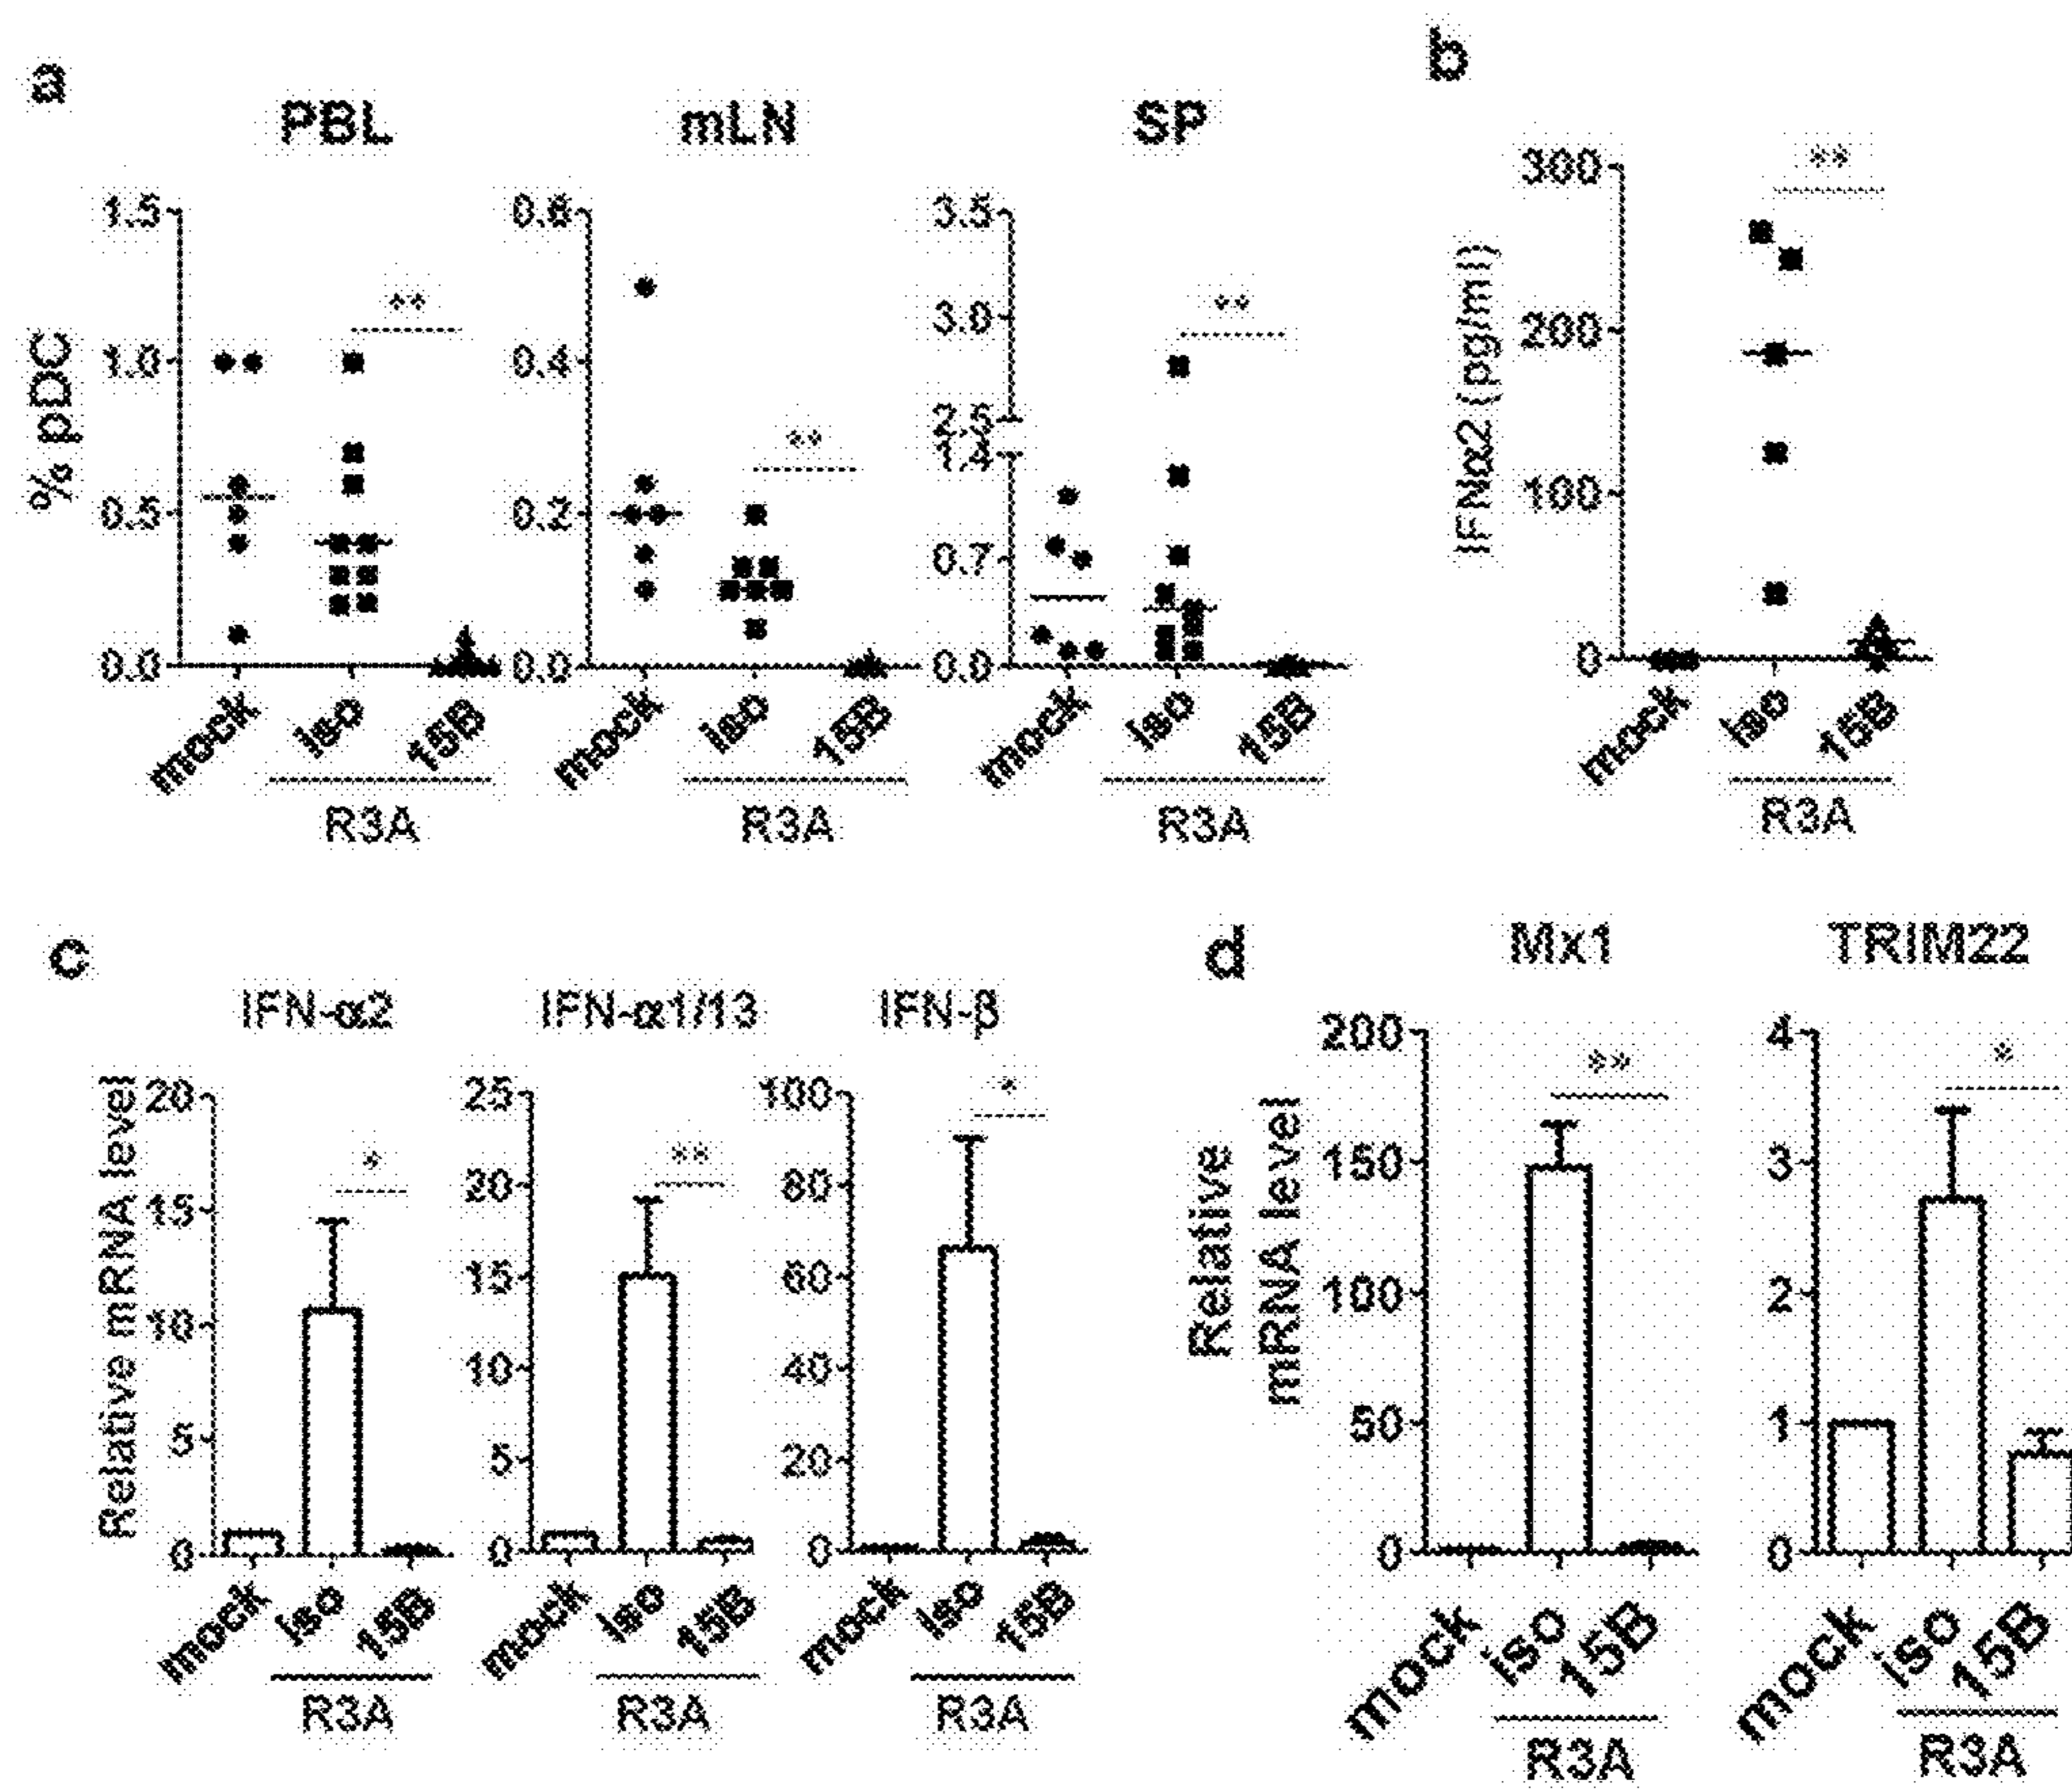 a
PBL
mLN
SP
% pDC
1.5
1.0
0.5
0.0
**
mock
iso
15B
R3A
0.6
0.4
0.2
0.0
**
mock
iso
15B
R3A
3.5
3.0
2.5
1.4
0.7
0.0
**
mock
iso
15B
R3A
b
IFNα2 (pg/ml)
300
200
100
0
**
mock
iso
15B
R3A
c
Relative mRNA level
IFN-α2
20
15
10
5
0
*
mock
iso
15B
R3A
IFN-α1/13
25
20
15
10
5
0
**
mock
iso
15B
R3A
IFN-β
100
80
60
40
20
0
*
mock
iso
15B
R3A
d
Relative
mRNA level
Mx1
200
150
100
50
0
**
mock
iso
15B
R3A
TRIM22
4
3
2
1
0
*
mock
iso
15B
R3A